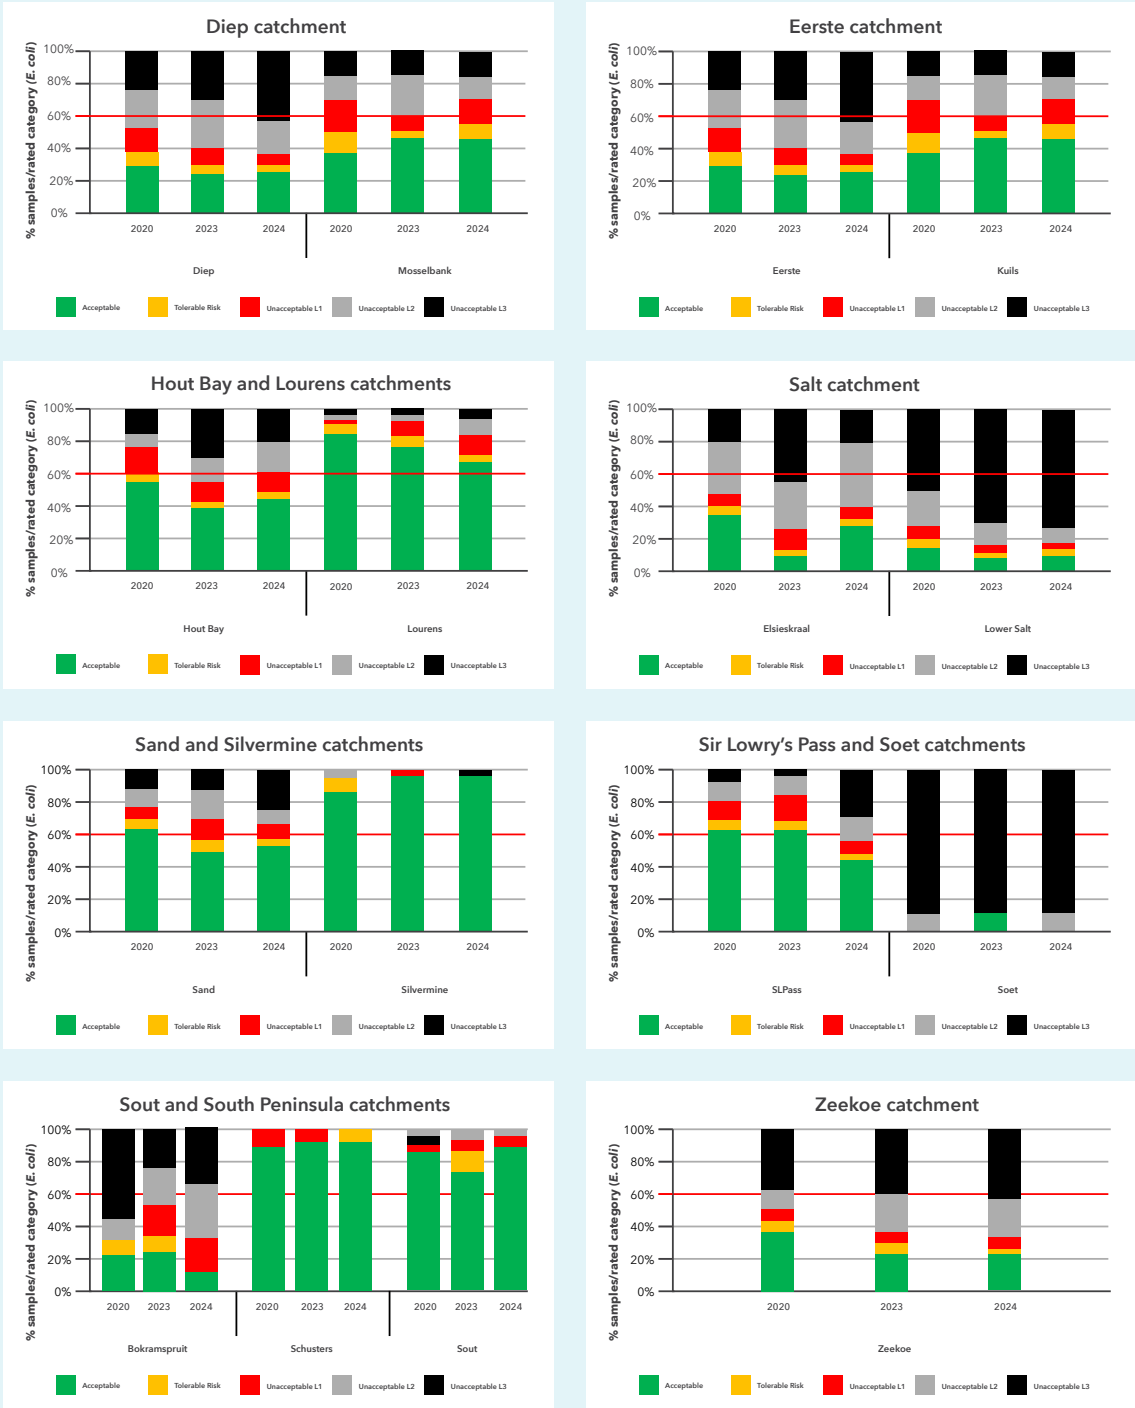 Diep catchment
% samples/rated category (E. coli)
100%
80%
60%
40%
20%
0%
2020 2023 2024 2020 2023 2024
Diep Mosselbank
Acceptable Tolerable Risk Unacceptable L1 Unacceptable L2 Unacceptable L3
Eerste catchment
% samples/rated category (E. coli)
100%
80%
60%
40%
20%
0%
2020 2023 2024 2020 2023 2024
Eerste Kuils
Acceptable Tolerable Risk Unacceptable L1 Unacceptable L2 Unacceptable L3
Hout Bay and Lourens catchments
% samples/rated category (E. coli)
100%
80%
60%
40%
20%
0%
2020 2023 2024 2020 2023 2024
Hout Bay Lourens
Acceptable Tolerable Risk Unacceptable L1 Unacceptable L2 Unacceptable L3
Salt catchment
% samples/rated category (E. coli)
100%
80%
60%
40%
20%
0%
2020 2023 2024 2020 2023 2024
Elsieskraal Lower Salt
Acceptable Tolerable Risk Unacceptable L1 Unacceptable L2 Unacceptable L3
Sand and Silvermine catchments
% samples/rated category (E. coli)
100%
80%
60%
40%
20%
0%
2020 2023 2024 2020 2023 2024
Sand Silvermine
Acceptable Tolerable Risk Unacceptable L1 Unacceptable L2 Unacceptable L3
Sir Lowry's Pass and Soet catchments
% samples/rated category (E. coli)
100%
80%
60%
40%
20%
0%
2020 2023 2024 2020 2023 2024
SLPass Soet
Acceptable Tolerable Risk Unacceptable L1 Unacceptable L2 Unacceptable L3
Sout and South Peninsula catchments
% samples/rated category (E. coli)
100%
80%
60%
40%
20%
0%
2020 2023 2024 2020 2023 2024 2020 2023 2024
Bokramspruit Schusters Sout
Acceptable Tolerable Risk Unacceptable L1 Unacceptable L2 Unacceptable L3
Zeekoe catchment
% samples/rated category (E. coli)
100%
80%
60%
40%
20%
0%
2020 2023 2024
Zeekoe
Acceptable Tolerable Risk Unacceptable L1 Unacceptable L2 Unacceptable L3